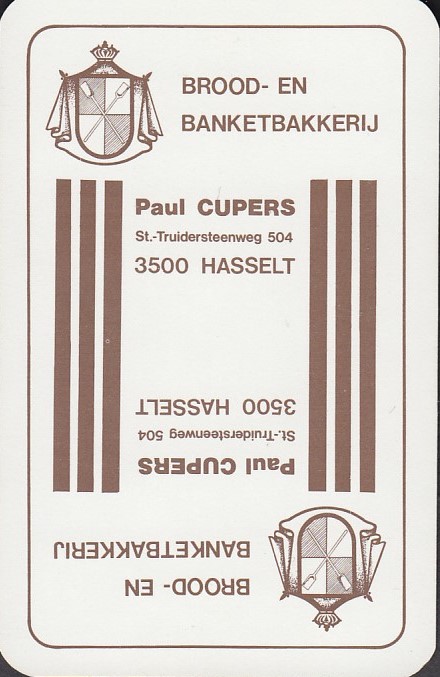 BROOD- EN
BANKETBAKKERIJ
Paul CUPERS
St.-Truidersteenweg 504
3500 HASSELT
BROOD- EN
BANKETBAKKERIJ
Paul CUPERS
St.-Truidersteenweg 504
3500 HASSELT